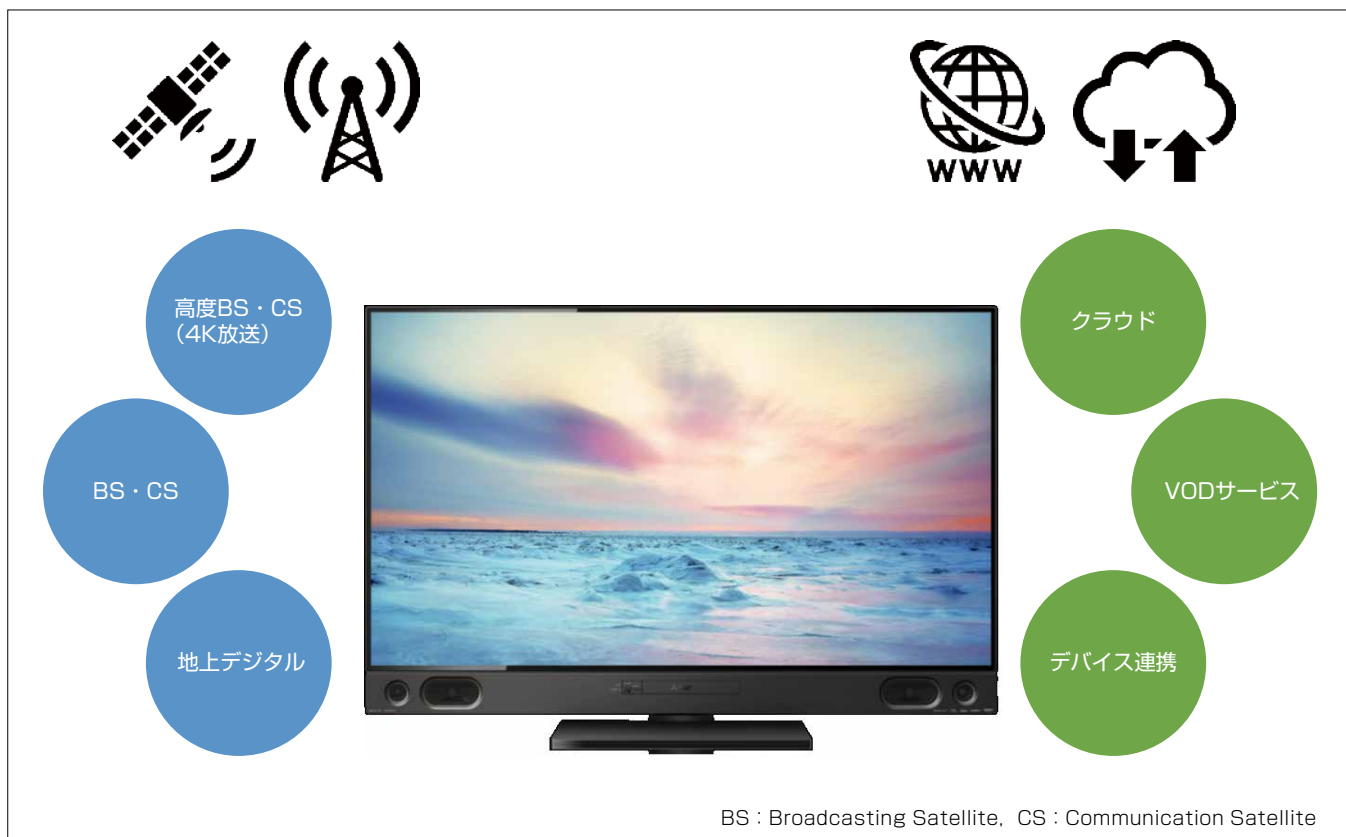 WWW
高度BS・CS
（4K放送）
クラウド
BS・CS
VODサービス
地上デジタル
デバイス連携
BS：Broadcasting Satellite, CS：Communication Satellite